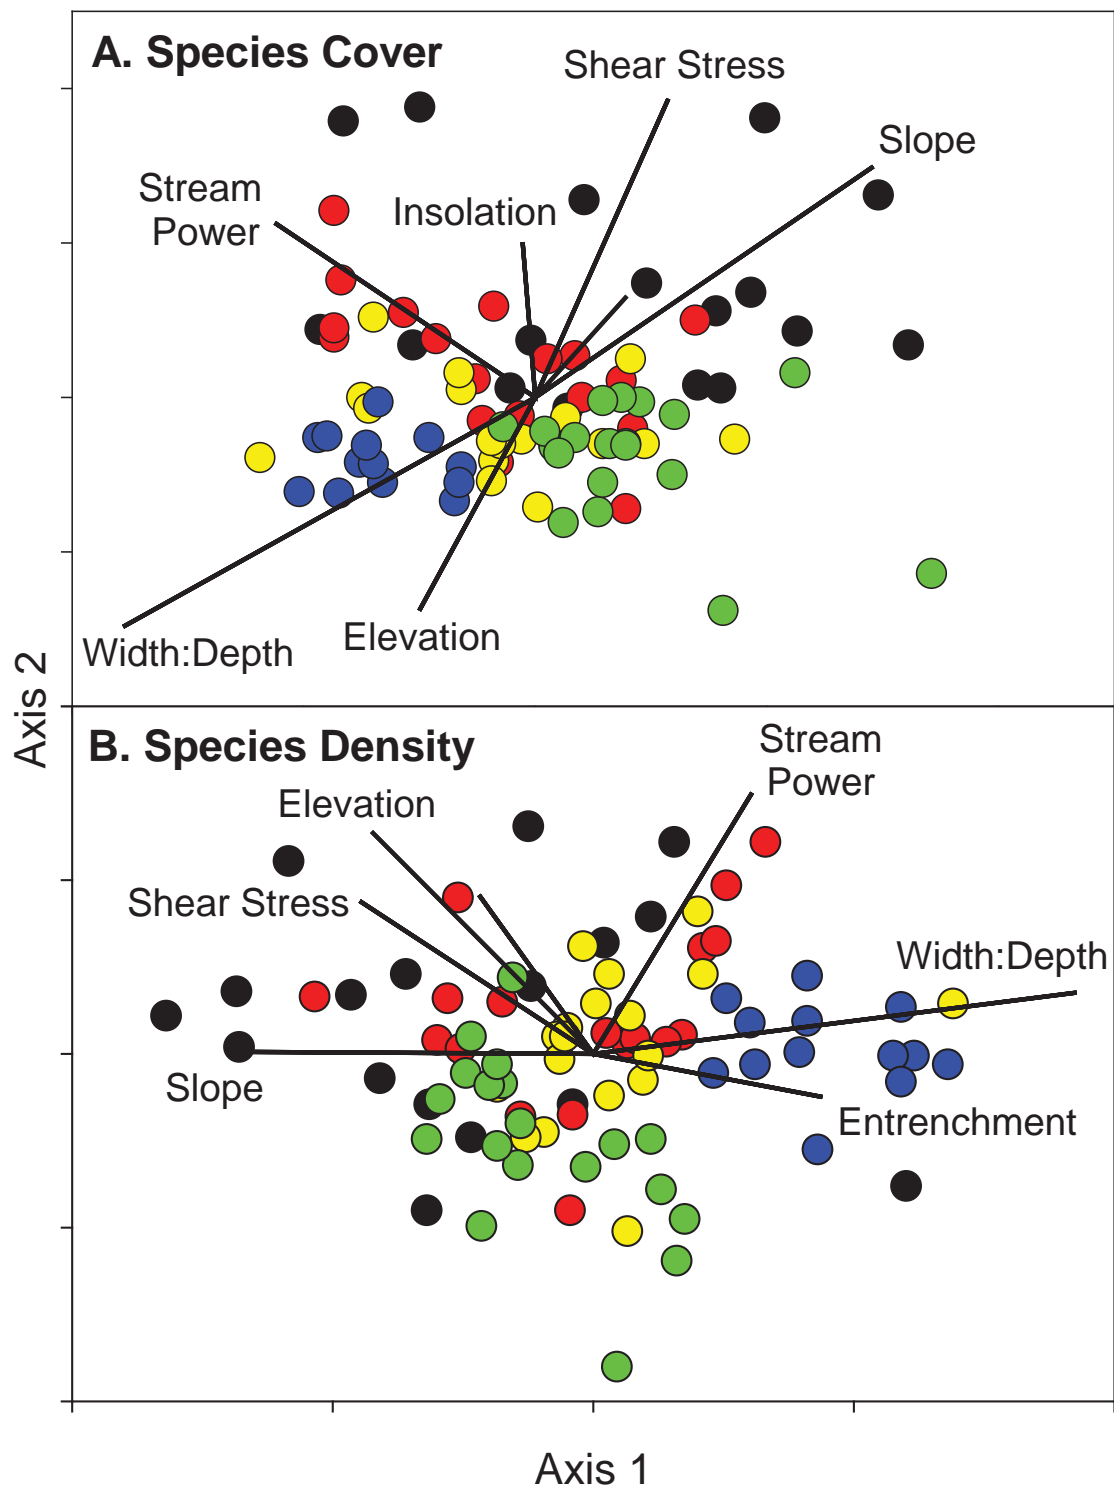 A. Species Cover
Shear Stress
Slope
Stream
Power
Insolation
Width:Depth
Elevation
Axis 2
B. Species Density
Stream
Power
Elevation
Shear Stress
Width:Depth
Slope
Entrenchment
Axis 1